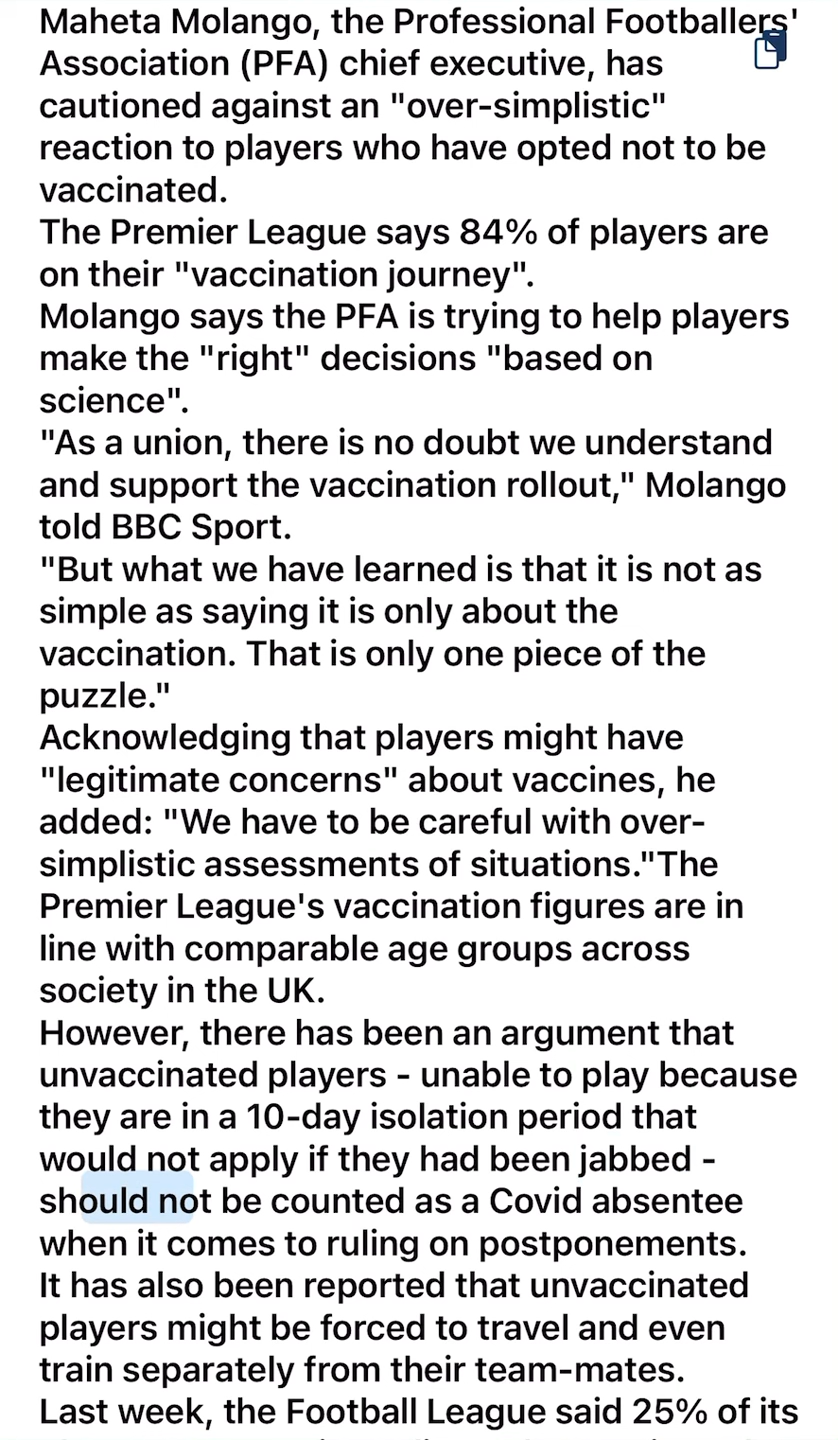 Maheta Molango, the Professional Footballers'
Association (PFA) chief executive, has
cautioned against an "over-simplistic"
reaction to players who have opted not to be
vaccinated.
The Premier League says 84% of players are
on their "vaccination journey".
Molango says the PFA is trying to help players
make the "right" decisions "based on
science".
"As a union, there is no doubt we understand
and support the vaccination rollout," Molango
told BBC Sport.
"But what we have learned is that it is not as
simple as saying it is only about the
vaccination. That is only one piece of the
puzzle."
Acknowledging that players might have
"legitimate concerns" about vaccines, he
added: "We have to be careful with over-
simplistic assessments of situations."The
Premier League's vaccination figures are in
line with comparable age groups across
society in the UK.
However, there has been an argument that
unvaccinated players - unable to play because
they are in a 10-day isolation period that
would not apply if they had been jabbed -
should not be counted as a Covid absentee
when it comes to ruling on postponements.
It has also been reported that unvaccinated
players might be forced to travel and even
train separately from their team-mates.
Last week, the Football League said 25% of its